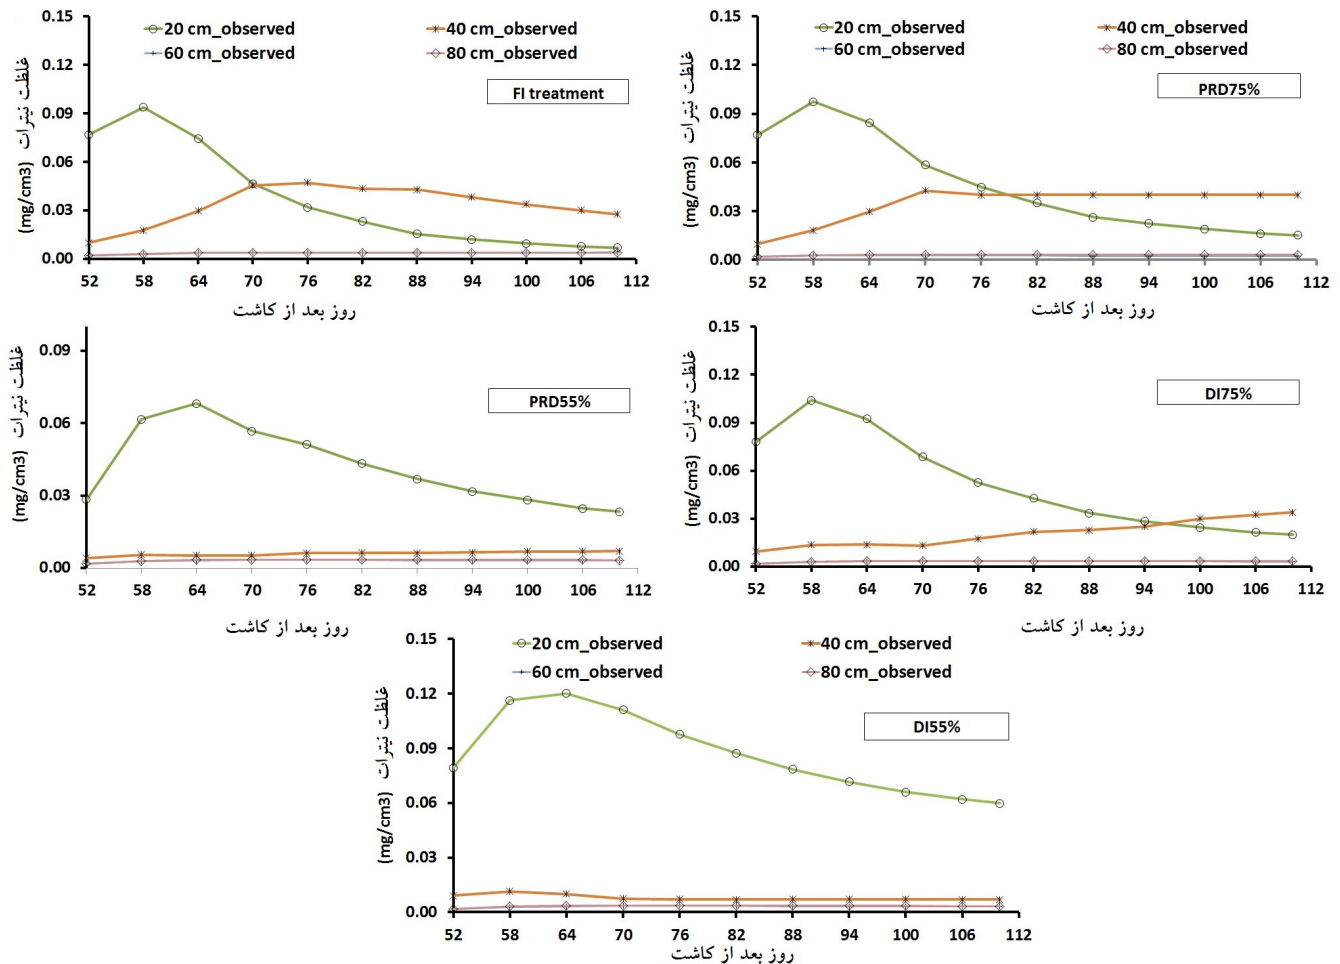 20 cm_observed 40 cm_observed
60 cm_observed 80 cm_observed
FI treatment
غلظت نیترات (mg/cm3)
0.15
0.12
0.09
0.06
0.03
0.00
52 58 64 70 76 82 88 94 100 106 112
روز بعد از کاشت
20 cm_observed 40 cm_observed
60 cm_observed 80 cm_observed
PRD75%
غلظت نیترات (mg/cm3)
0.15
0.12
0.09
0.06
0.03
0.00
52 58 64 70 76 82 88 94 100 106 112
روز بعد از کاشت
PRD55%
غلظت نیترات (mg/cm3)
0.09
0.06
0.03
0.00
52 58 64 70 76 82 88 94 100 106 112
روز بعد از کاشت
DI75%
غلظت نیترات (mg/cm3)
0.15
0.12
0.09
0.06
0.03
0.00
52 58 64 70 76 82 88 94 100 106 112
روز بعد از کاشت
20 cm_observed 40 cm_observed
60 cm_observed 80 cm_observed
DI55%
غلظت نیترات (mg/cm3)
0.15
0.12
0.09
0.06
0.03
0.00
52 58 64 70 76 82 88 94 100 106 112
روز بعد از کاشت